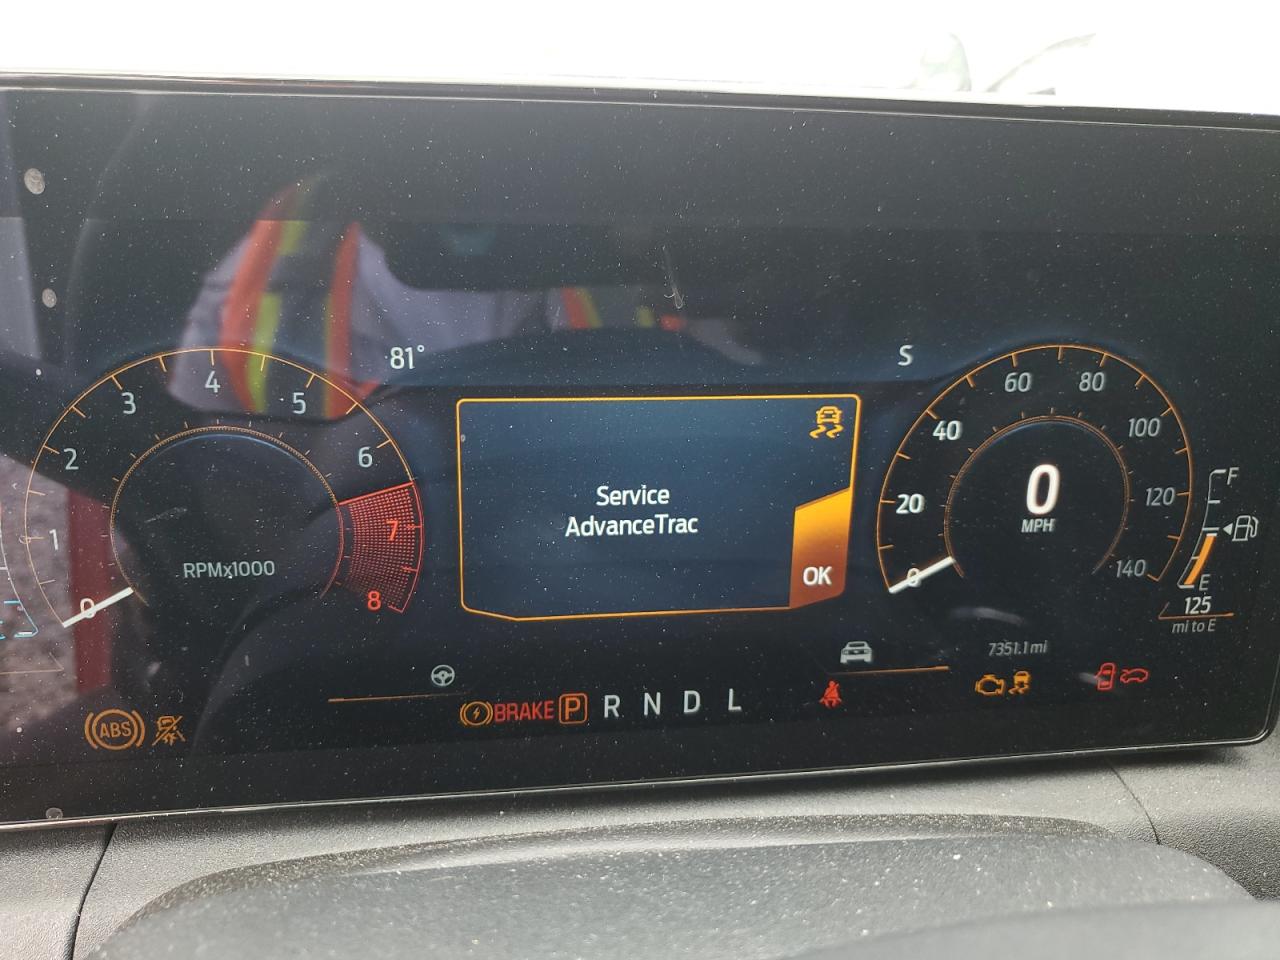 81°
S
0
1
2
3
4
5
6
7
8
RPMx1000
Service
AdvanceTrac
OK
0
20
40
60
80
100
120
140
0
MPH
F
E
125
mi to E
7351.1 mi
ABS
BRAKE P R N D L